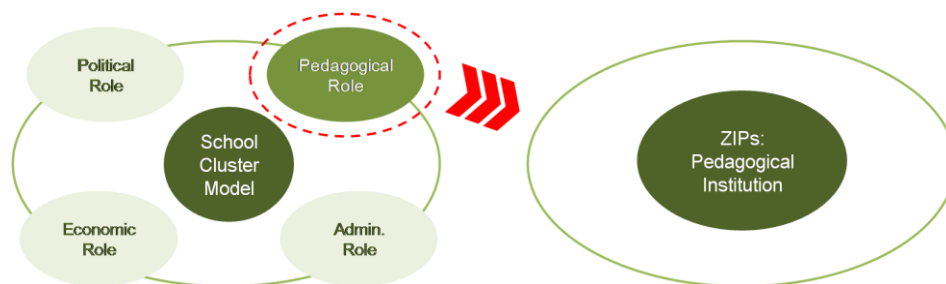 Political
Role
Pedagogical
Role
School
Cluster
Model
Economic
Role
Admin.
Role
ZIPs:
Pedagogical
Institution